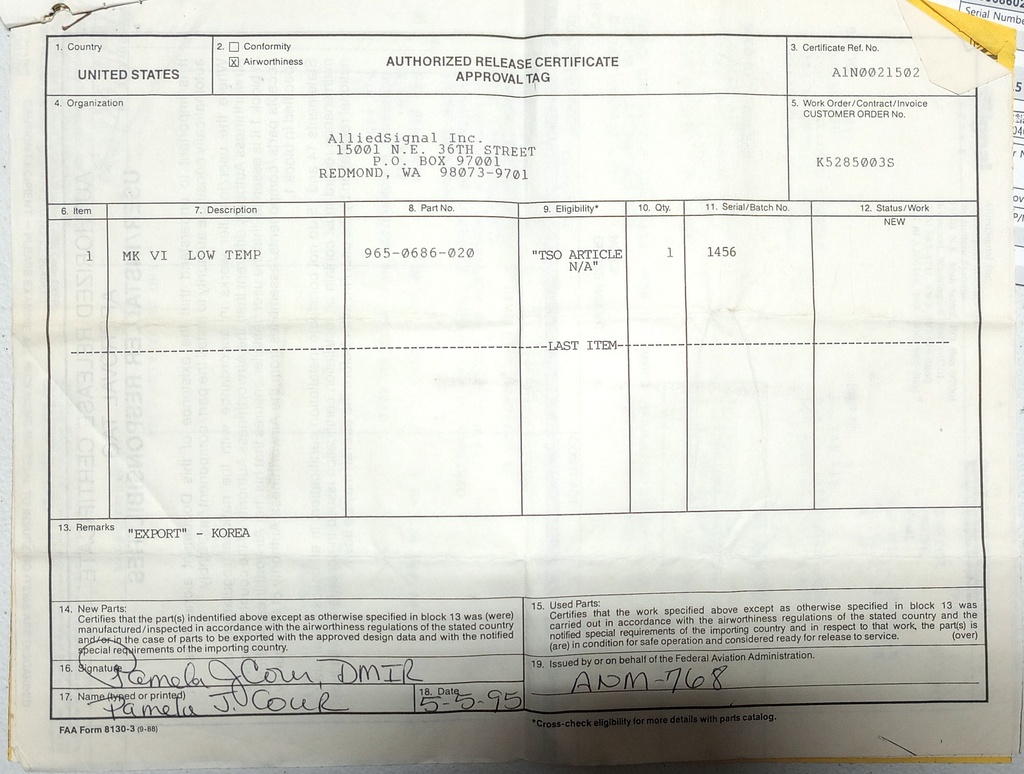 1. Country
UNITED STATES
2. Conformity
X Airworthiness
AUTHORIZED RELEASE CERTIFICATE
APPROVAL TAG
3. Certificate Ref. No.
A1N0021502
Serial Numbe
4. Organization
AlliedSignal Inc.
15001 N.E. 36TH STREET
P.O. BOX 97001
REDMOND, WA 98073-9701
5. Work Order/Contract/Invoice
CUSTOMER ORDER No.
K5285003S
6. Item 7. Description 8. Part No. 9. Eligibility* 10. Qty. 11. Serial/Batch No. 12. Status/Work
NEW
1 MK VI LOW TEMP 965-0686-020 "TSO ARTICLE 1 1456
N/A"
LAST ITEM
13. Remarks "EXPORT" - KOREA
14. New Parts:
Certifies that the part(s) indentified above except as otherwise specified in block 13 was (were)
manufactured/inspected in accordance with the airworthiness regulations of the stated country
and/or in the case of parts to be exported with the approved design data and with the notified
special requirements of the importing country.
15. Used Parts:
Certifies that the work specified above except as otherwise specified in block 13 was
carried out in accordance with the airworthiness regulations of the stated country and the
notified special requirements of the importing country and in respect to that work, the part(s) is
(are) in condition for safe operation and considered ready for release to service. (over)
16. Signature Pamela J Cour, DMIR
17. Name (typed or printed) Pamela J. Cour
18. Date 5-5-95
19. Issued by or on behalf of the Federal Aviation Administration.
ANM-768
FAA Form 8130-3 (9-88)
*Cross-check eligibility for more details with parts catalog.